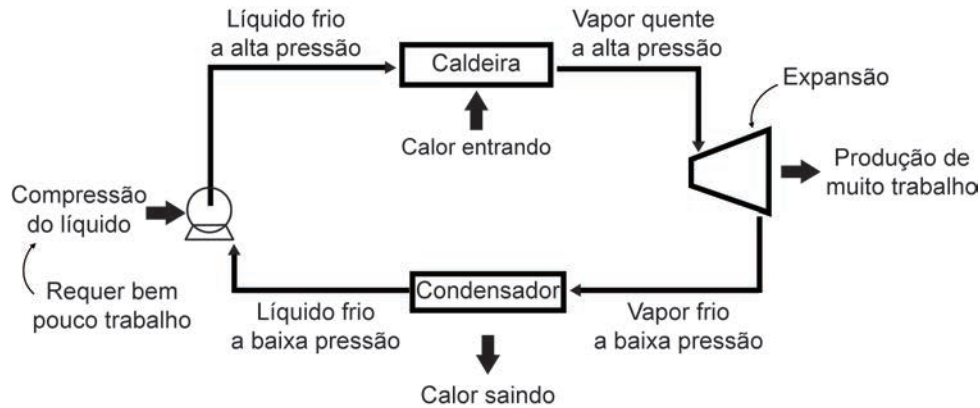 Líquido frio
a alta pressão
Vapor quente
a alta pressão
Caldeira
Expansão
Calor entrando
Produção de
muito trabalho
Compressão
do líquido
Requer bem
pouco trabalho
Líquido frio
a baixa pressão
Condensador
Vapor frio
a baixa pressão
Calor saindo